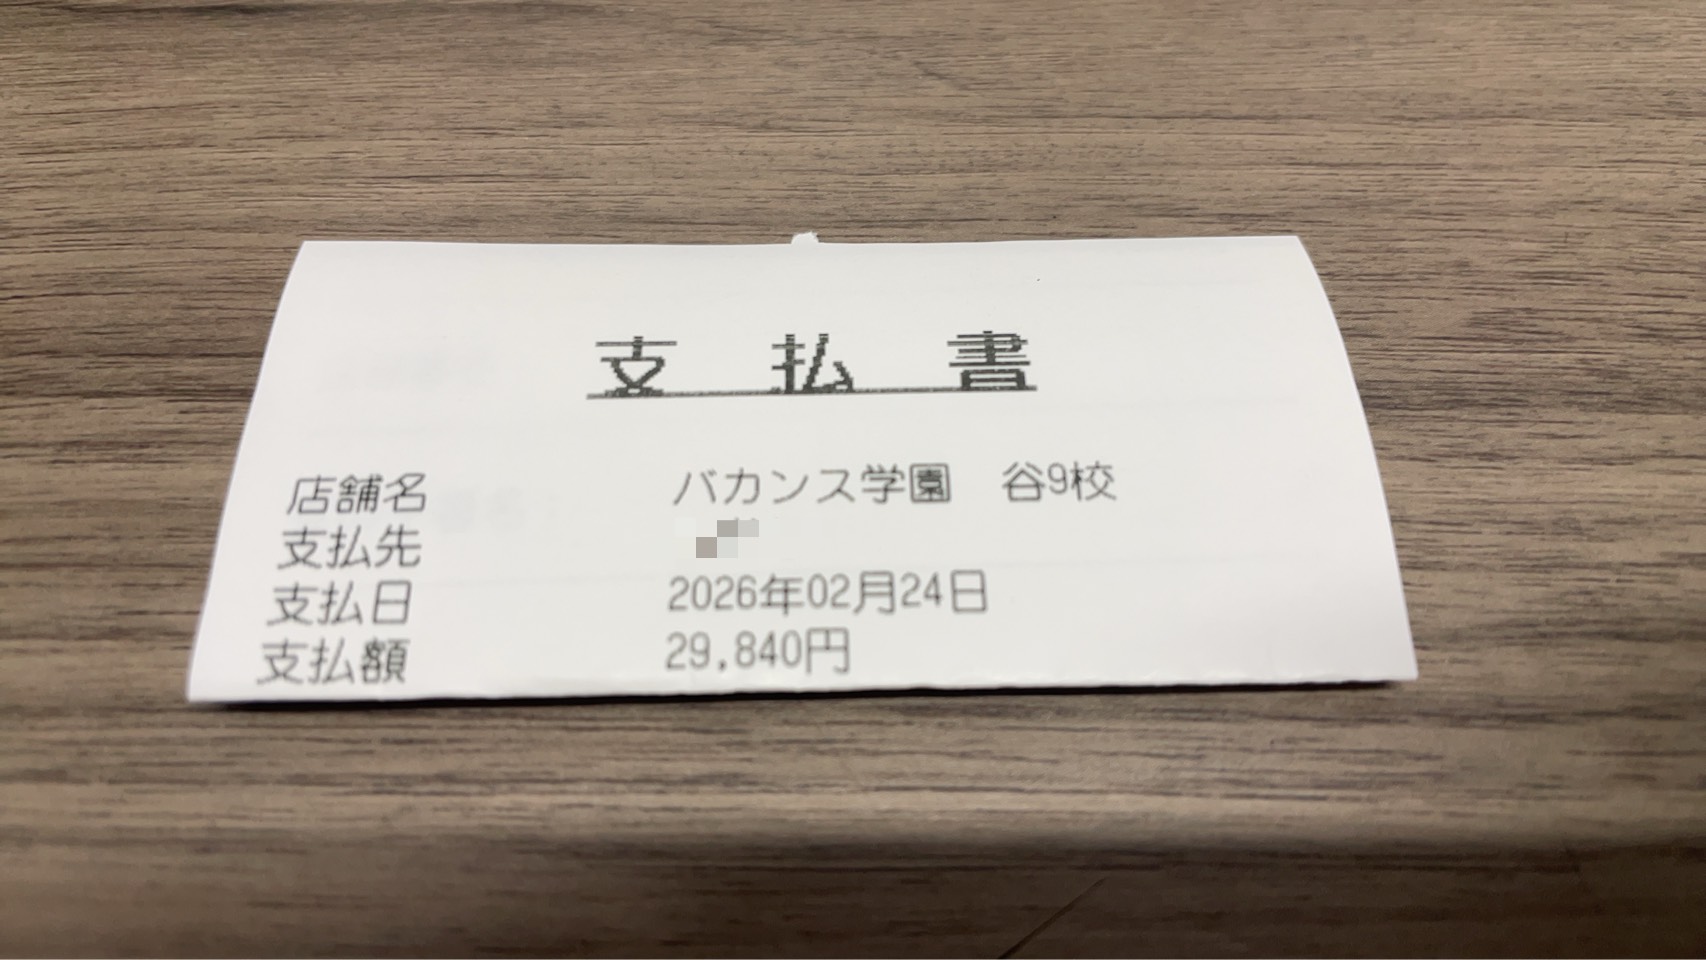 支払書
店舗名 バカンス学園 谷9校
支払先
支払日 2026年02月24日
支払額 29,840円